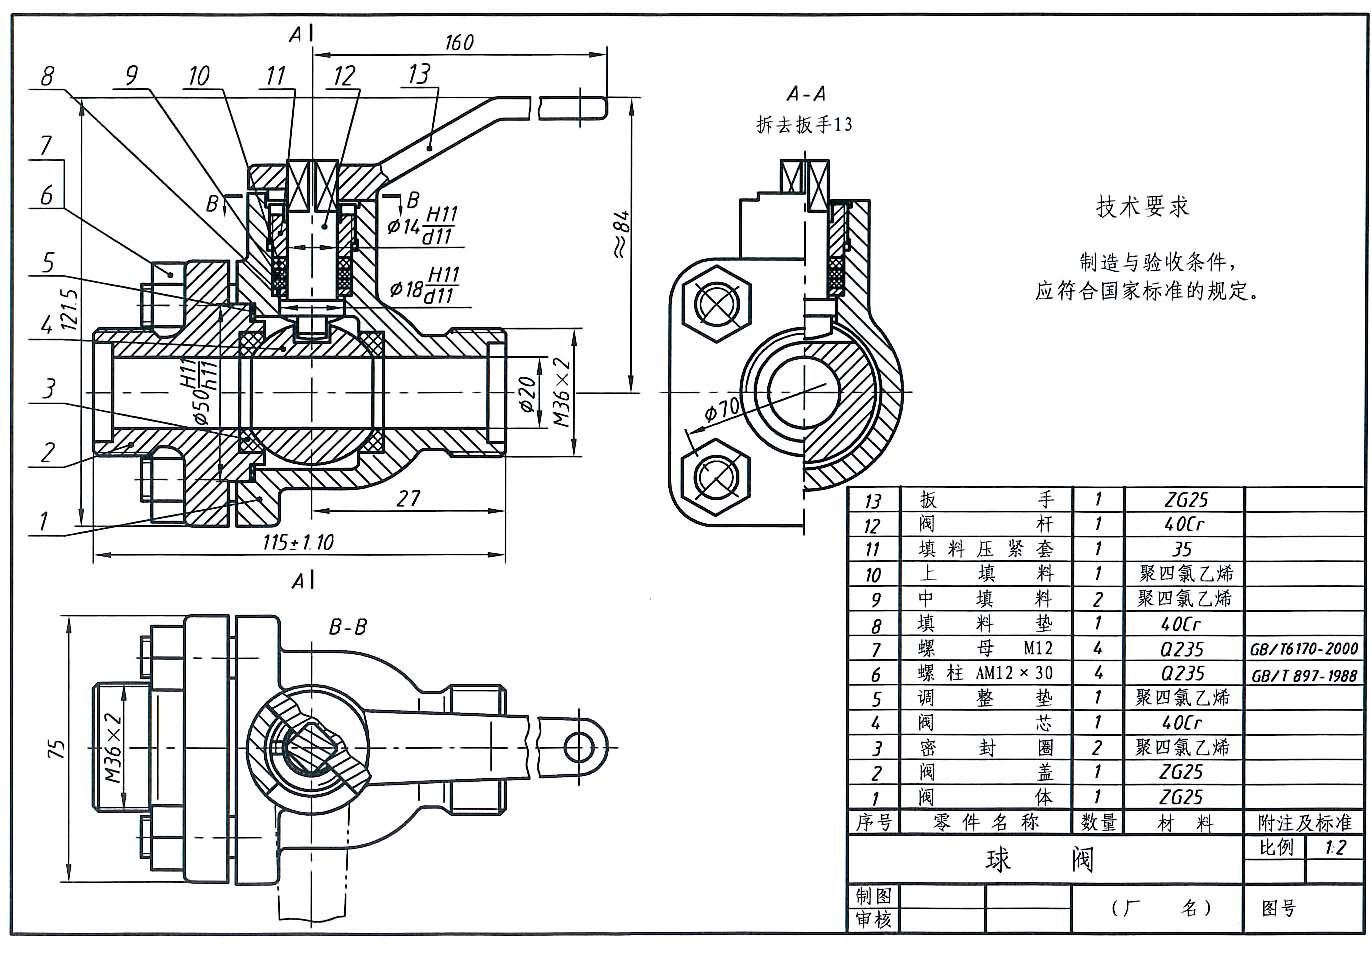 A
160
8
9
10
11
12
13
A-A
拆去扳手13
7
6
B
B
Φ14 H11/d11
≈84
技术要求
制造与验收条件,
应符合国家标准的规定。
5
Φ18 H11/d11
121.5
4
Φ50 H11/h11
Φ20
M36×2
3
Φ70
2
27
1
115±1.10
A
B-B
75
M36×2
13 扳手 1 ZG25
12 阀杆 1 40Cr
11 填料压紧套 1 35
10 上填料 1 聚四氯乙烯
9 中填料 2 聚四氯乙烯
8 填料垫 1 40Cr
7 螺母 M12 4 Q235 GB/T6170-2000
6 螺柱 AM12×30 4 Q235 GB/T 897-1988
5 调整垫 1 聚四氯乙烯
4 阀芯 1 40Cr
3 密封圈 2 聚四氯乙烯
2 阀盖 1 ZG25
1 阀体 1 ZG25
序号 零件名称 数量 材料 附注及标准
球阀 比例 1:2
制图
审核
(厂名) 图号